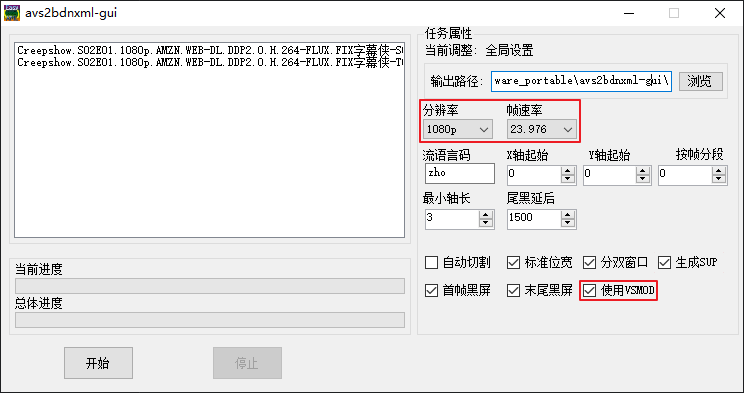 avs2bdnxml-gui
Creepshow.S02E01.1080p.AMZN.WEB-DL.DDP2.0.H.264-FLUX.FIX字幕侠-S
Creepshow.S02E01.1080p.AMZN.WEB-DL.DDP2.0.H.264-FLUX.FIX字幕侠-T
任务属性
当前调整: 全局设置
输出路径: ware_portable\avs2bdnxml-gui\ 浏览
分辨率 帧速率
1080p 23.976
流语言码 X轴起始 Y轴起始 按帧分段
zho 0 0 0
最小轴长 尾黑延后
3 1500
自动切割 标准位宽 分双窗口 生成SUP
首帧黑屏 末尾黑屏 使用VSMOD
当前进度
总体进度
开始 停止